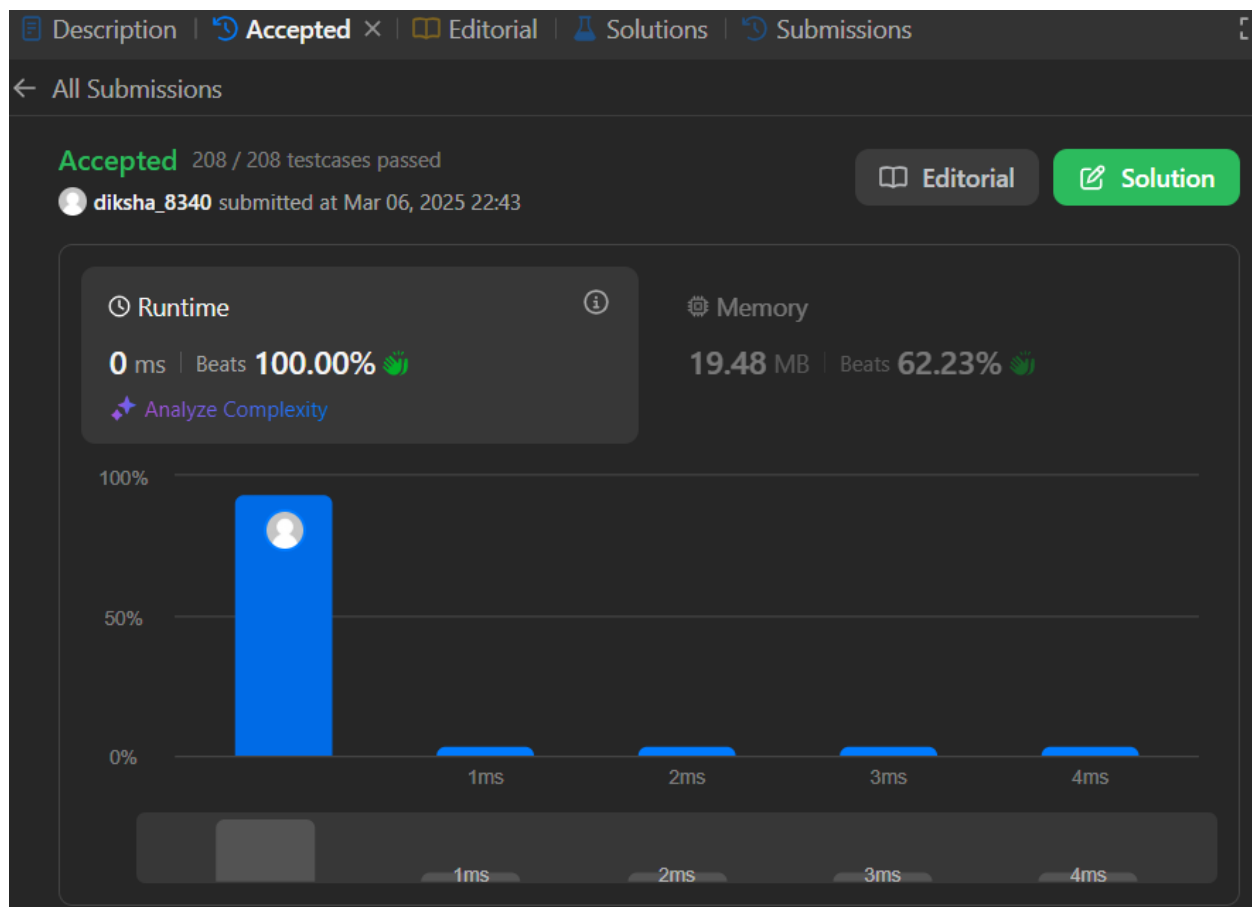 Description Accepted Editorial Solutions Submissions
All Submissions
Accepted 208 / 208 testcases passed
diksha_8340 submitted at Mar 06, 2025 22:43
Editorial Solution
Runtime Memory
0 ms Beats 100.00% 19.48 MB Beats 62.23%
Analyze Complexity
100%
50%
0%
1ms 2ms 3ms 4ms
1ms 2ms 3ms 4ms